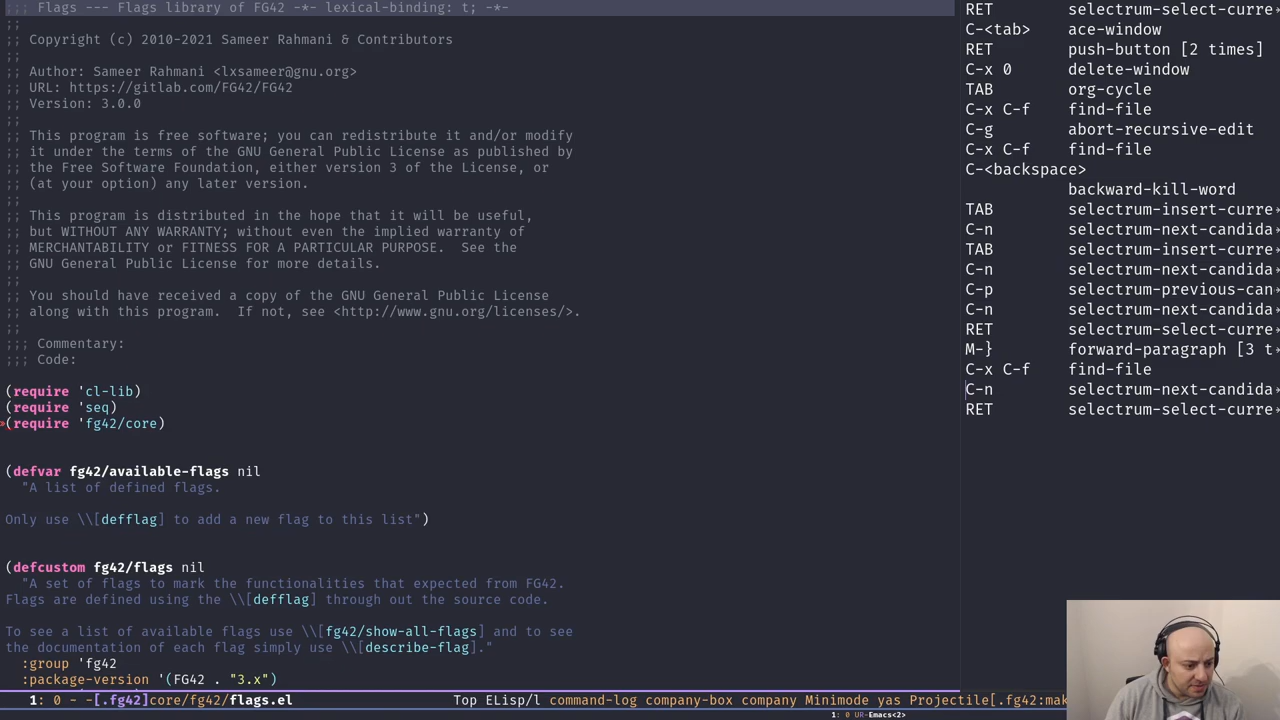 ;;; Flags --- Flags library of FG42 -*- lexical-binding: t; -*-
;;
;; Copyright (c) 2010-2021 Sameer Rahmani & Contributors
;;
;; Author: Sameer Rahmani <lxsameer@gnu.org>
;; URL: https://gitlab.com/FG42/FG42
;; Version: 3.0.0
;;
;; This program is free software; you can redistribute it and/or modify
;; it under the terms of the GNU General Public License as published by
;; the Free Software Foundation, either version 3 of the License, or
;; (at your option) any later version.
;;
;; This program is distributed in the hope that it will be useful,
;; but WITHOUT ANY WARRANTY; without even the implied warranty of
;; MERCHANTABILITY or FITNESS FOR A PARTICULAR PURPOSE.  See the
;; GNU General Public License for more details.
;;
;; You should have received a copy of the GNU General Public License
;; along with this program.  If not, see <http://www.gnu.org/licenses/>.
;;
;;; Commentary:
;;; Code:
(require 'cl-lib)
(require 'seq)
(require 'fg42/core)
(defvar fg42/available-flags nil
"A list of defined flags.
Only use \\[defflag] to add a new flag to this list")
(defcustom fg42/flags nil
"A set of flags to mark the functionalities that expected from FG42.
Flags are defined using the \\[defflag] through out the source code.
To see a list of available flags use \\[fg42/show-all-flags] and to see
the documentation of each flag simply use \\[describe-flag]."
:group 'fg42
:package-version '(FG42 . "3.x")
1: 0 - -[.fg42]core/fg42/flags.el Top ELisp/l command-log company-box company Minimode yas Projectile[.fg42:mak
1: 0 UR-Emacs<2>
RET selectrum-select-curre
C-<tab> ace-window
RET push-button [2 times]
C-x 0 delete-window
TAB org-cycle
C-x C-f find-file
C-g abort-recursive-edit
C-x C-f find-file
C-<backspace>
backward-kill-word
TAB selectrum-insert-curre
C-n selectrum-next-candida
TAB selectrum-insert-curre
C-n selectrum-next-candida
C-p selectrum-previous-can
C-n selectrum-next-candida
RET selectrum-select-curre
M-} forward-paragraph [3 t
C-x C-f find-file
C-n selectrum-next-candida
RET selectrum-select-curre